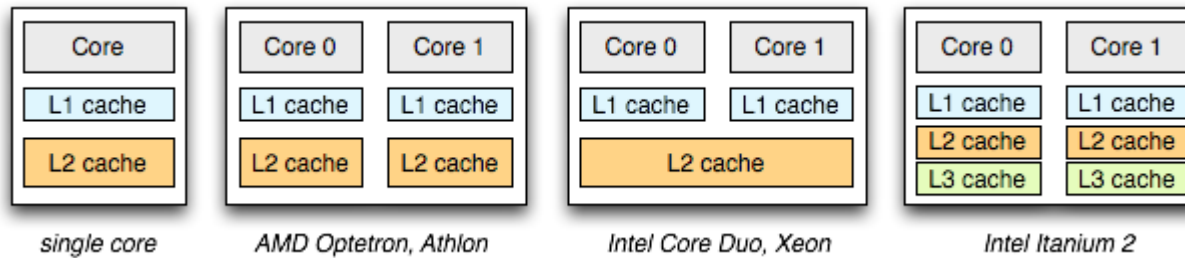 Core
L1 cache
L2 cache
single core
Core 0 Core 1
L1 cache L1 cache
L2 cache L2 cache
AMD Optetron, Athlon
Core 0 Core 1
L1 cache L1 cache
L2 cache
Intel Core Duo, Xeon
Core 0 Core 1
L1 cache L1 cache
L2 cache L2 cache
L3 cache L3 cache
Intel Itanium 2